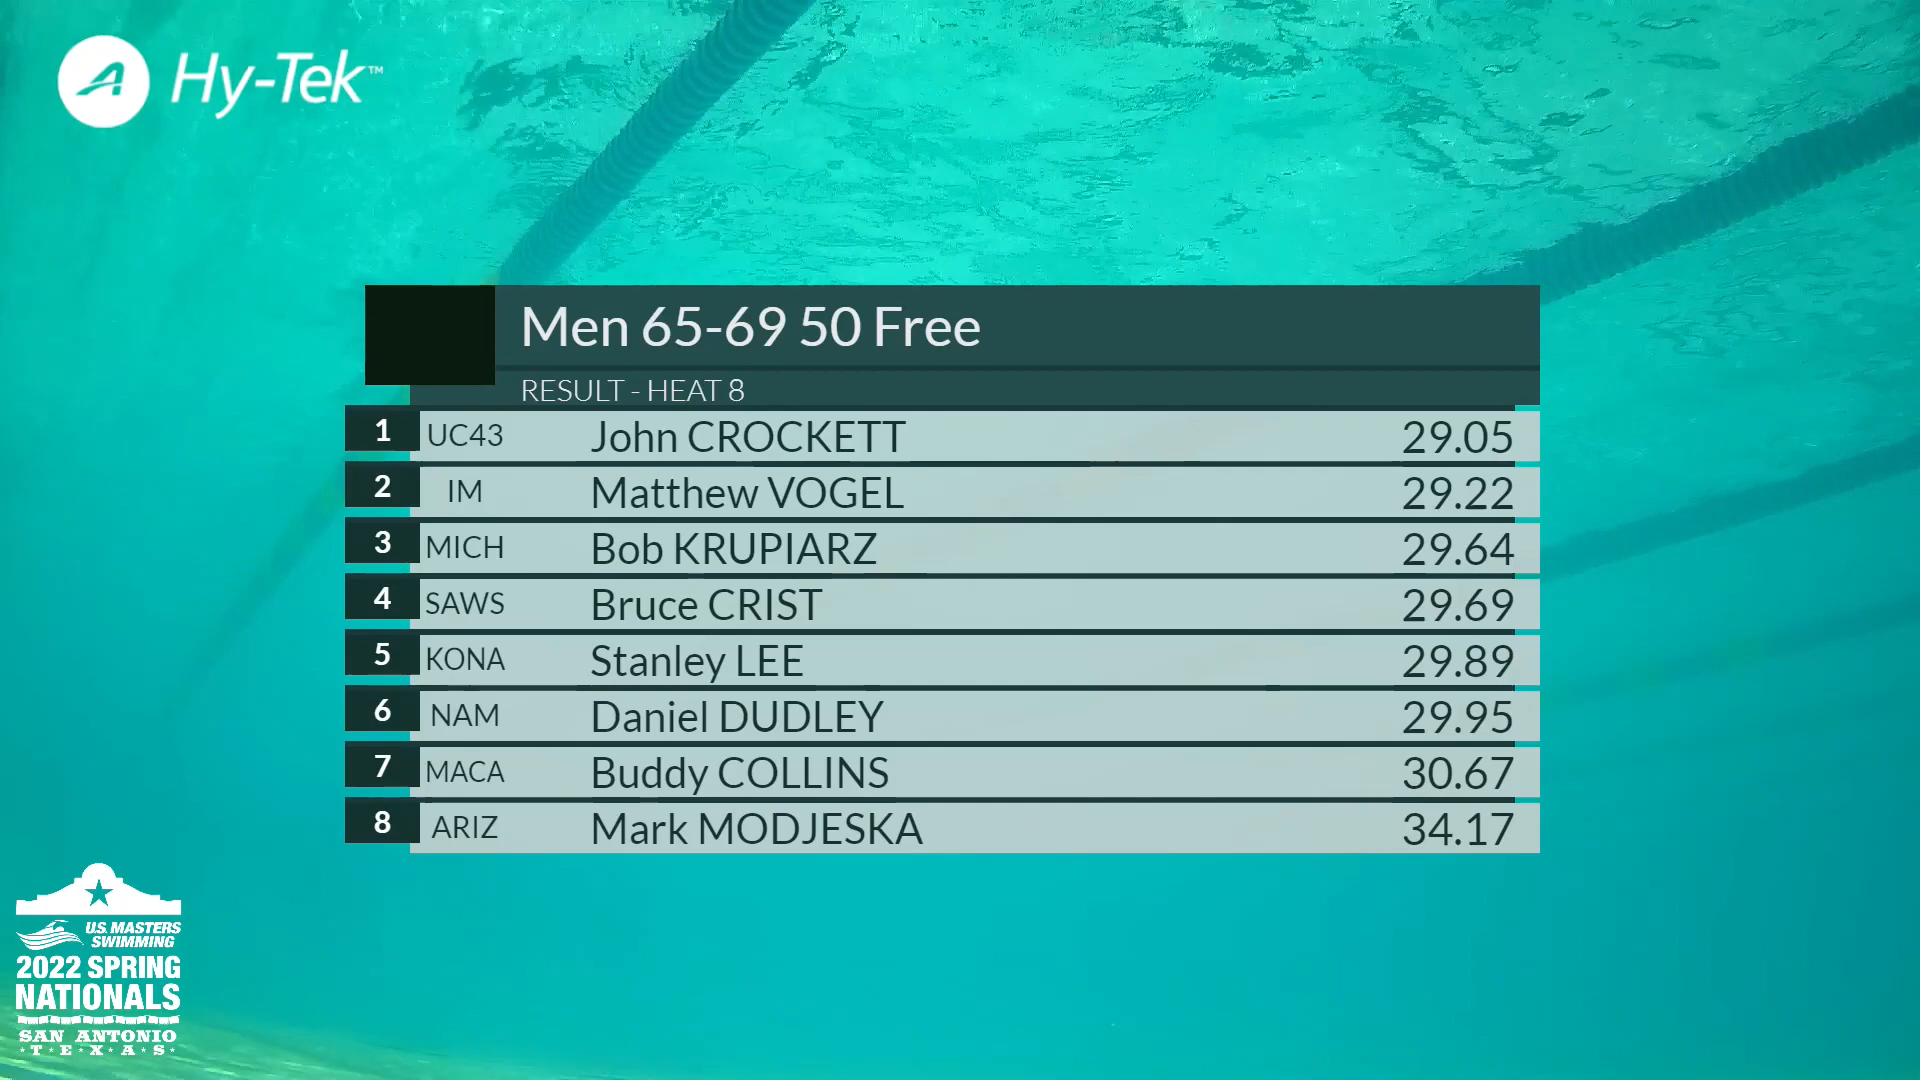 Hy-Tek™
Men 65-69 50 Free
RESULT - HEAT 8
1 UC43 John CROCKETT 29.05
2 IM Matthew VOGEL 29.22
3 MICH Bob KRUPIARZ 29.64
4 SAWS Bruce CRIST 29.69
5 KONA Stanley LEE 29.89
6 NAM Daniel DUDLEY 29.95
7 MACA Buddy COLLINS 30.67
8 ARIZ Mark MODJESKA 34.17
U.S. MASTERS
SWIMMING
2022 SPRING
NATIONALS
SAN ANTONIO
TEXAS